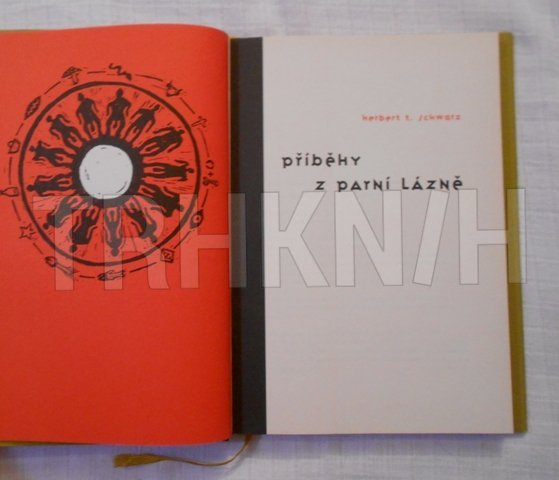 herbert t. schwarz
příběhy
z parní lázně
TRHKNIH